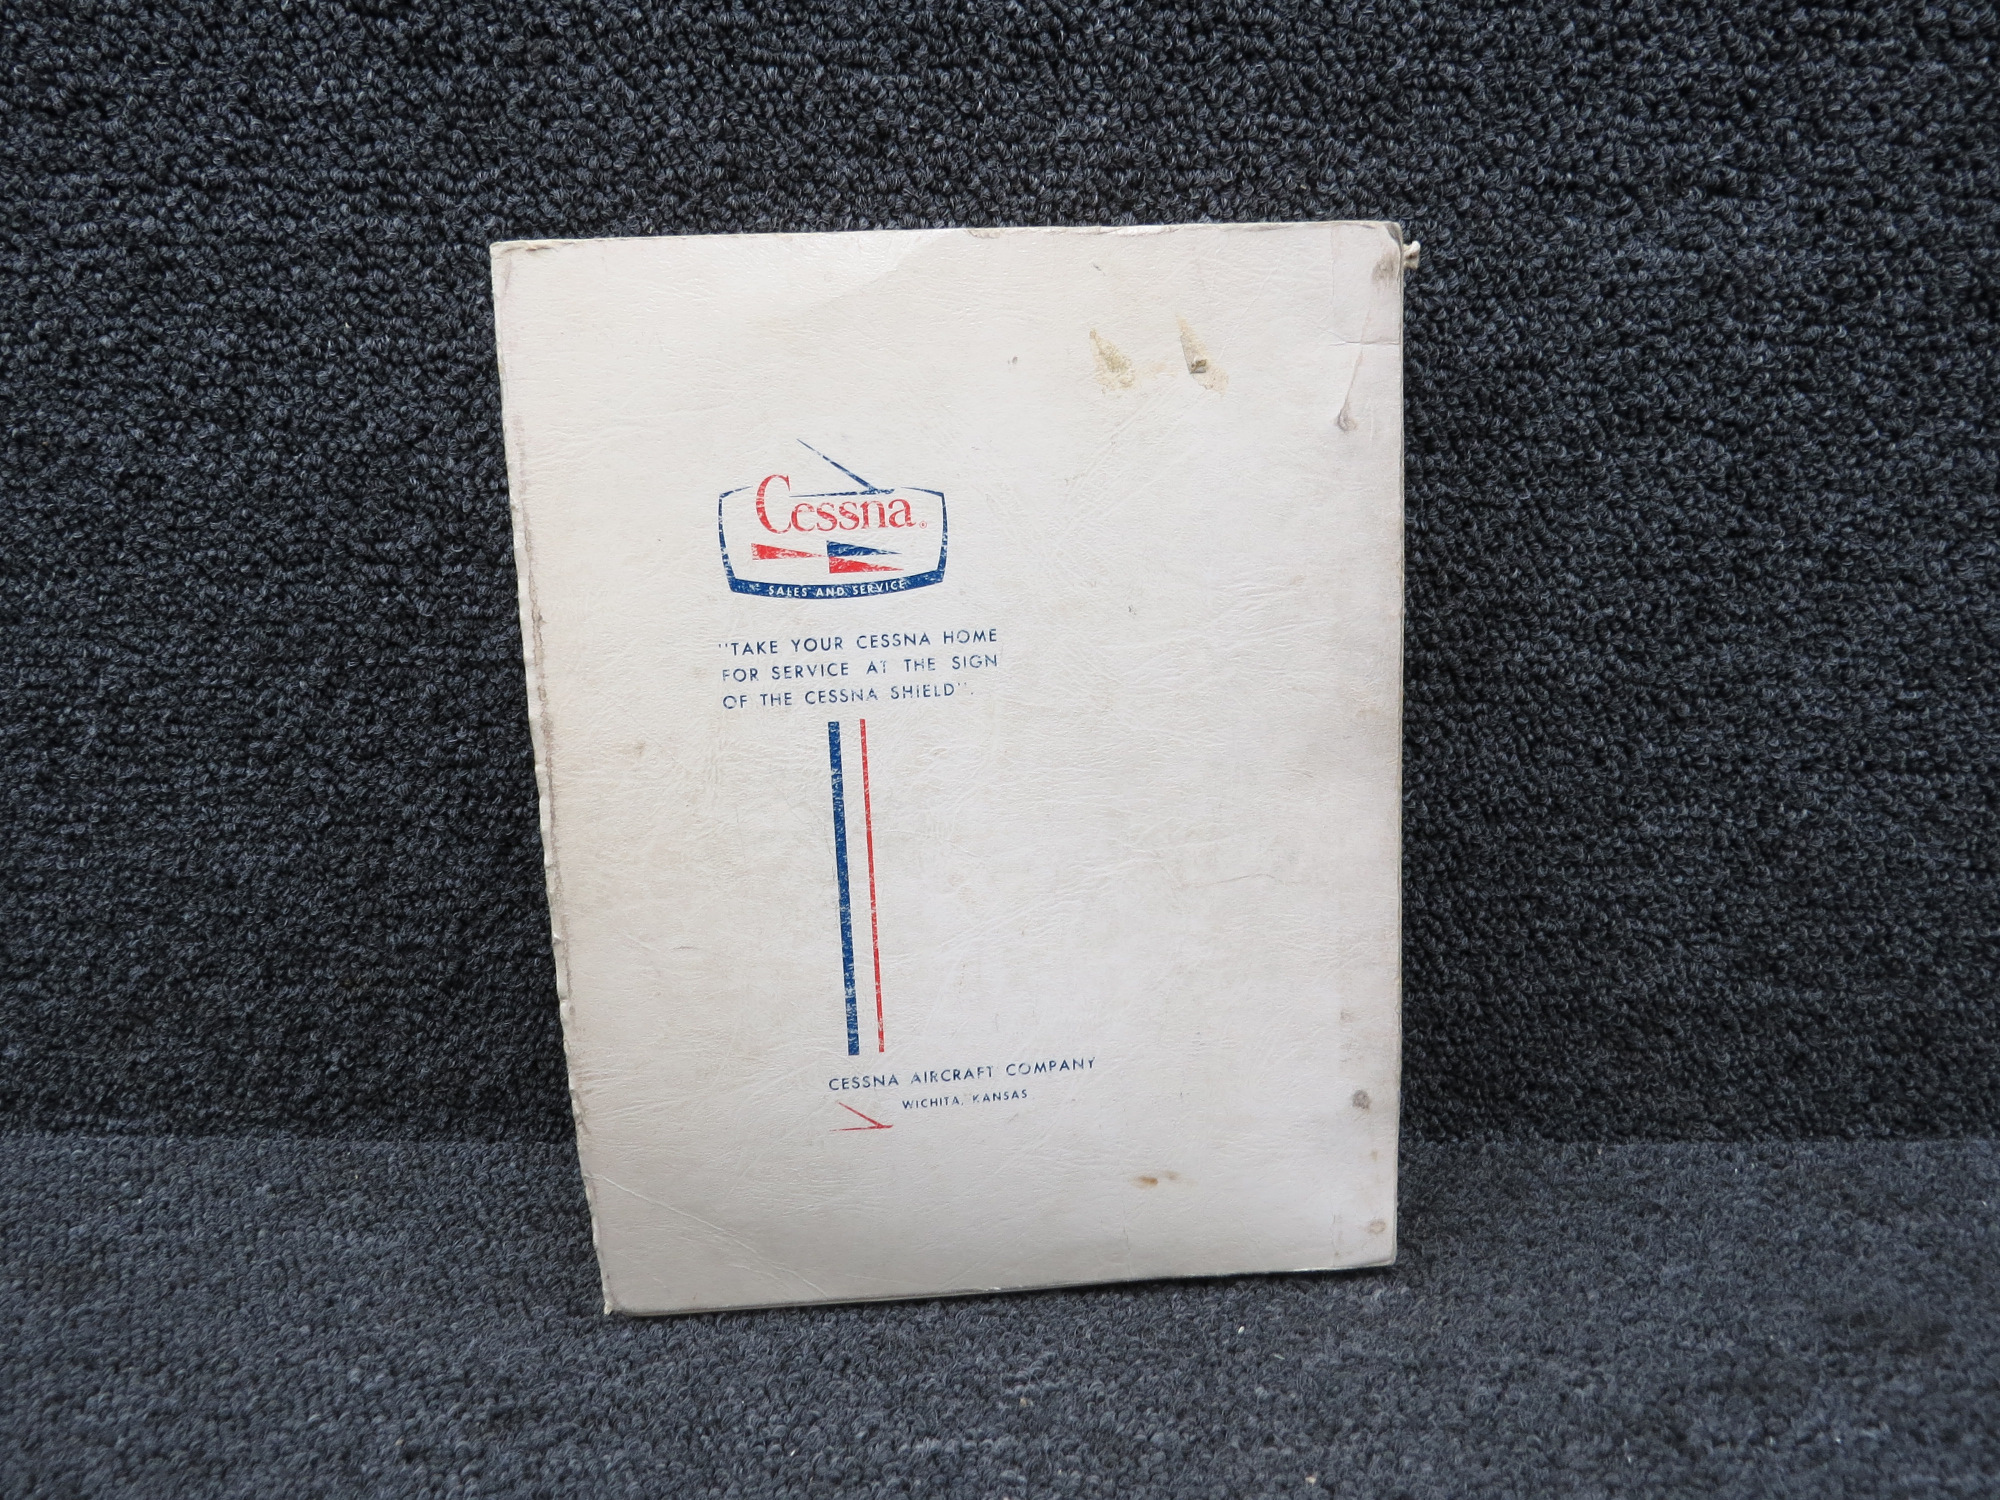 Cessna®
SALES AND SERVICE
"TAKE YOUR CESSNA HOME
FOR SERVICE AT THE SIGN
OF THE CESSNA SHIELD".
CESSNA AIRCRAFT COMPANY
WICHITA, KANSAS